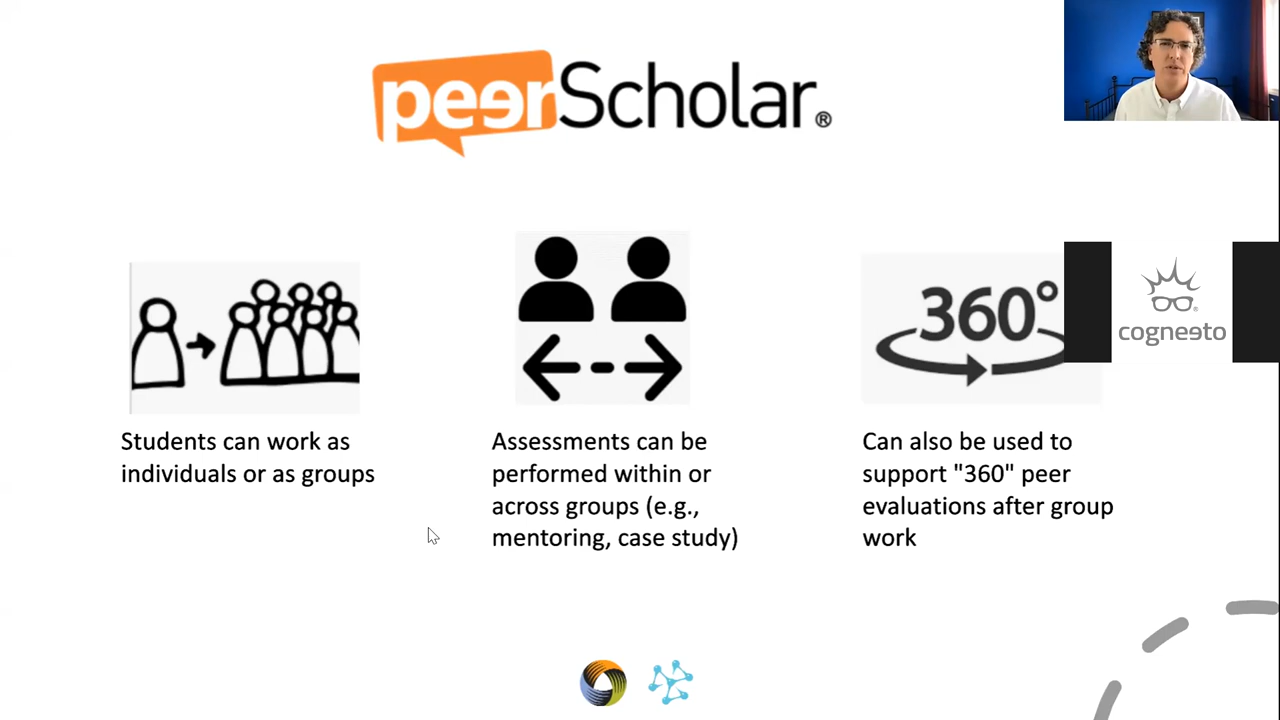 peerScholar®
360°
cogneeto®
Students can work as
individuals or as groups
Assessments can be
performed within or
across groups (e.g.,
mentoring, case study)
Can also be used to
support "360" peer
evaluations after group
work